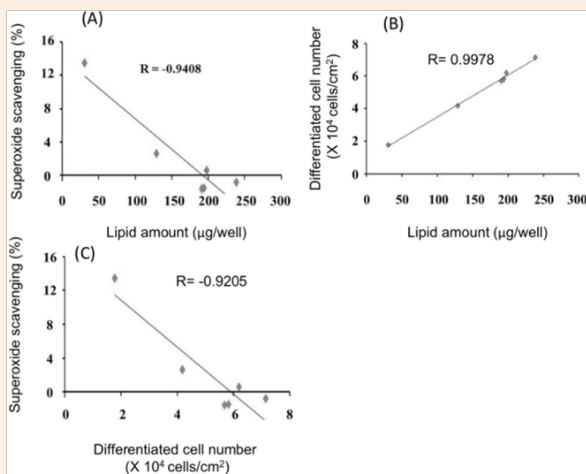 (A)
Superoxide scavenging (%)
16
12
8
4
0
R = -0.9408
0 50 100 150 200 250 300
Lipid amount (µg/well)
(B)
Differentiated cell number
(X 10⁴ cells/cm²)
8
6
4
2
0
R= 0.9978
0 50 100 150 200 250 300
Lipid amount (µg/well)
(C)
Superoxide scavenging (%)
16
12
8
4
0
R= -0.9205
0 2 4 6 8
Differentiated cell number
(X 10⁴ cells/cm²)